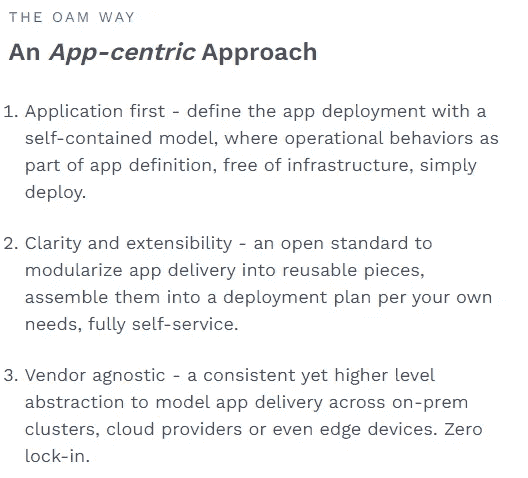 THE OAM WAY
An App-centric Approach
1. Application first - define the app deployment with a
self-contained model, where operational behaviors as
part of app definition, free of infrastructure, simply
deploy.
2. Clarity and extensibility - an open standard to
modularize app delivery into reusable pieces,
assemble them into a deployment plan per your own
needs, fully self-service.
3. Vendor agnostic - a consistent yet higher level
abstraction to model app delivery across on-prem
clusters, cloud providers or even edge devices. Zero
lock-in.